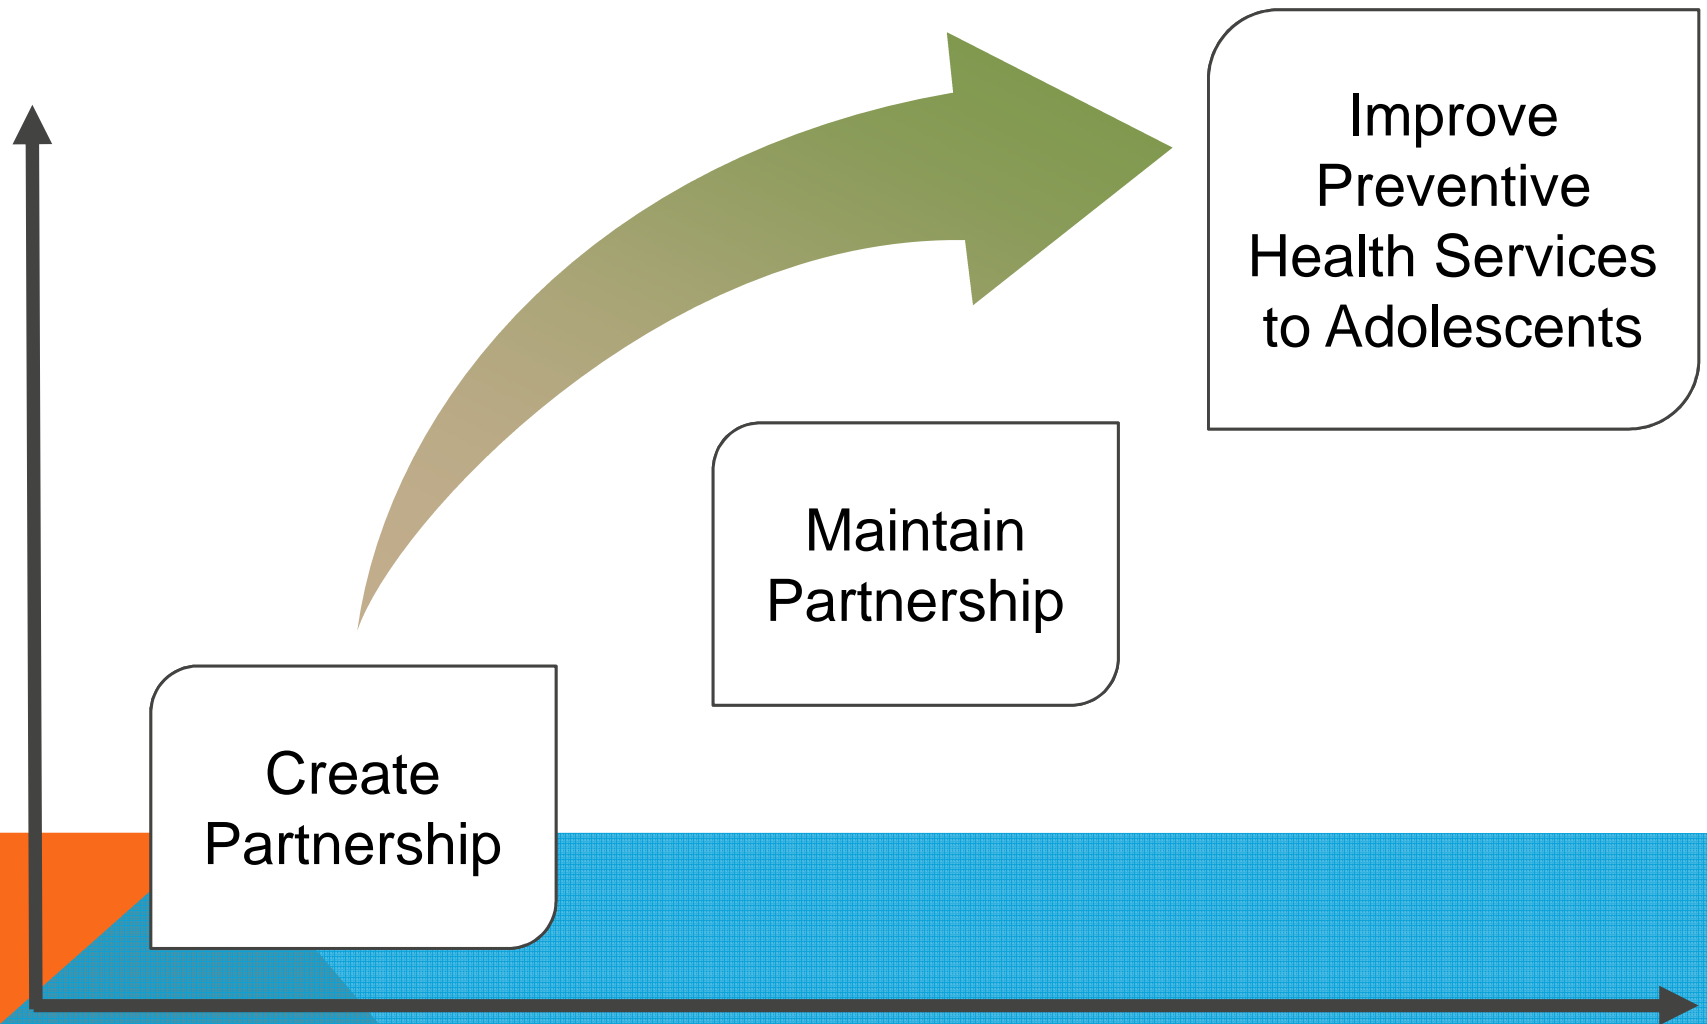 Create
Partnership
Maintain
Partnership
Improve
Preventive
Health Services
to Adolescents